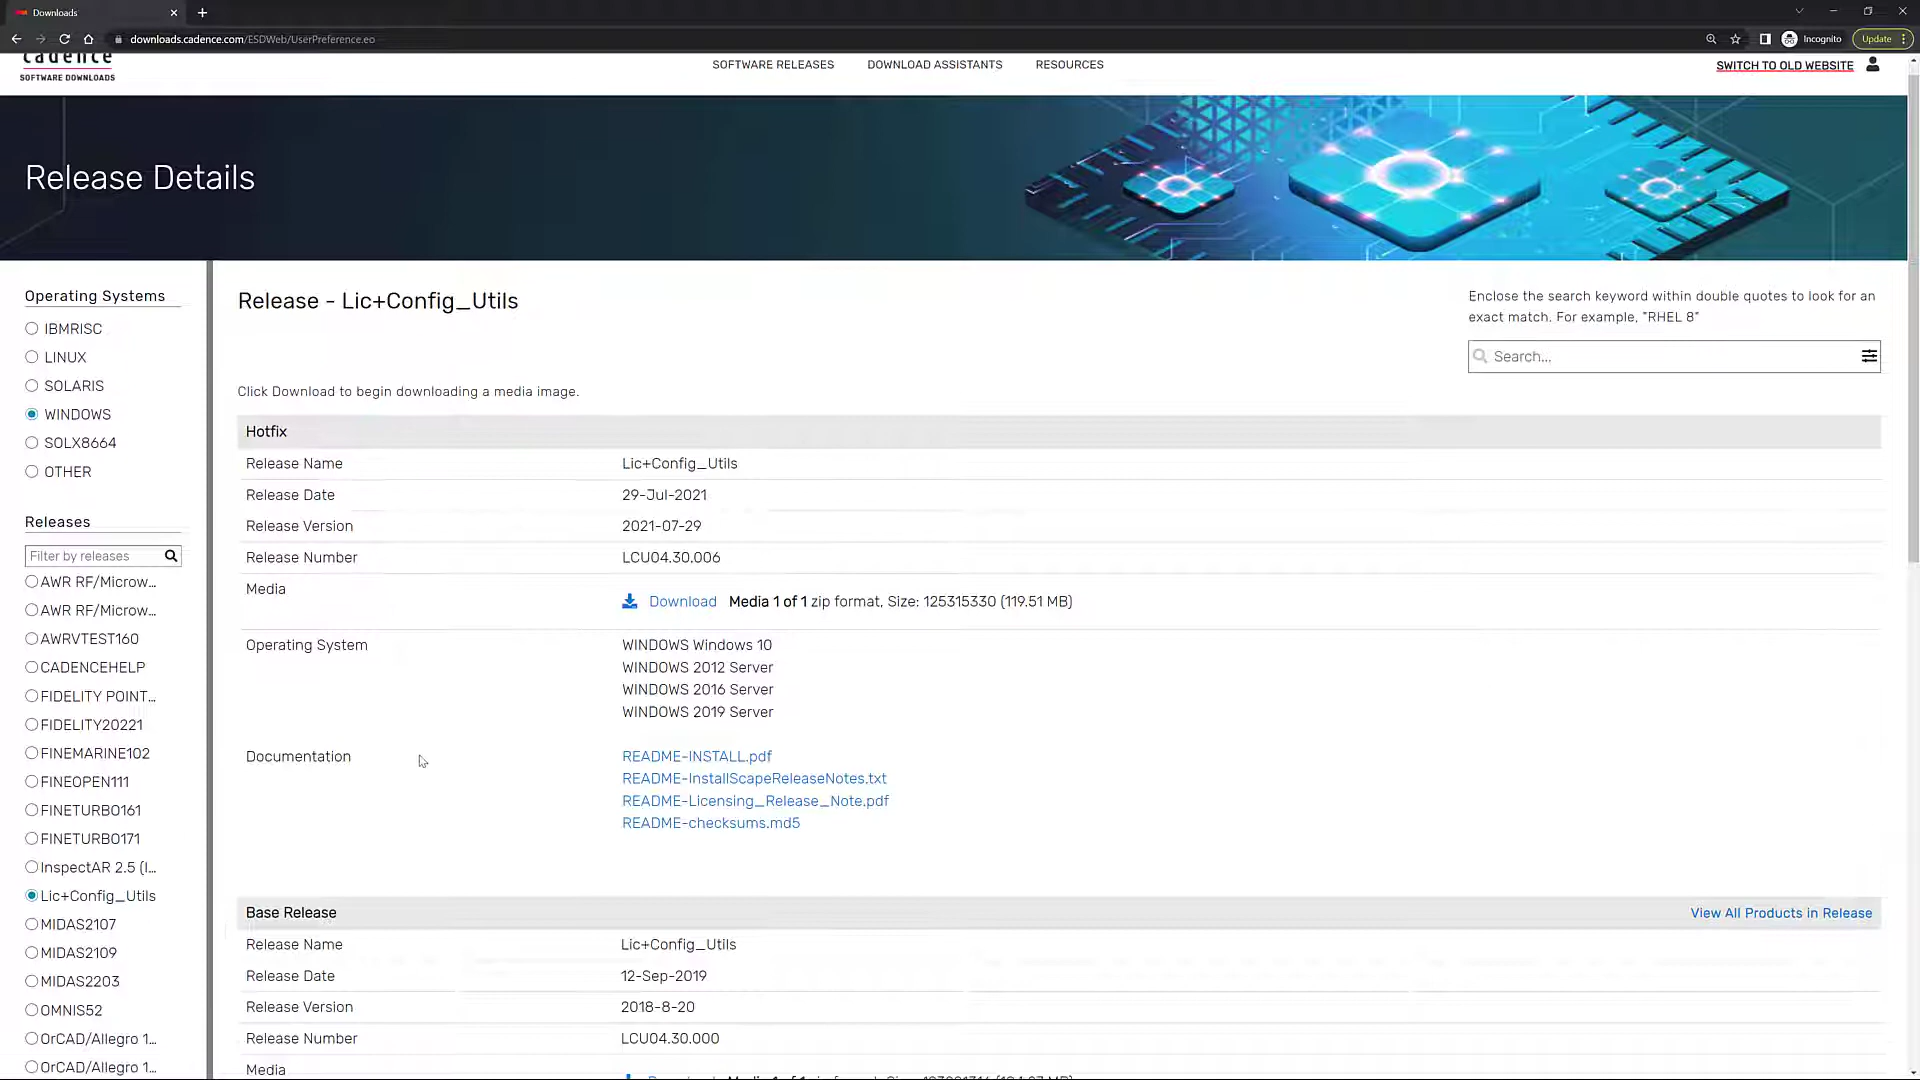 Downloads
downloads.cadence.com/ESDWeb/UserPreference.eo
Incognito
Update
cadence
SOFTWARE DOWNLOADS
SOFTWARE RELEASES
DOWNLOAD ASSISTANTS
RESOURCES
SWITCH TO OLD WEBSITE
Release Details
Operating Systems
IBMRISC
LINUX
SOLARIS
WINDOWS
SOLX8664
OTHER
Releases
Filter by releases
AWR RF/Microw...
AWR RF/Microw...
AWRVTEST160
CADENCEHELP
FIDELITY POINT...
FIDELITY20221
FINEMARINE102
FINEOPEN111
FINETURBO161
FINETURBO171
InspectAR 2.5 (I...
Lic+Config_Utils
MIDAS2107
MIDAS2109
MIDAS2203
OMNIS52
OrCAD/Allegro 1...
OrCAD/Allegro 1...
Release - Lic+Config_Utils
Enclose the search keyword within double quotes to look for an
exact match. For example, "RHEL 8"
Search...
Click Download to begin downloading a media image.
Hotfix
Release Name Lic+Config_Utils
Release Date 29-Jul-2021
Release Version 2021-07-29
Release Number LCU04.30.006
Media
Download Media 1 of 1 zip format, Size: 125315330 (119.51 MB)
Operating System WINDOWS Windows 10
WINDOWS 2012 Server
WINDOWS 2016 Server
WINDOWS 2019 Server
Documentation README-INSTALL.pdf
README-InstallScapeReleaseNotes.txt
README-Licensing_Release_Note.pdf
README-checksums.md5
Base Release View All Products in Release
Release Name Lic+Config_Utils
Release Date 12-Sep-2019
Release Version 2018-8-20
Release Number LCU04.30.000
Media